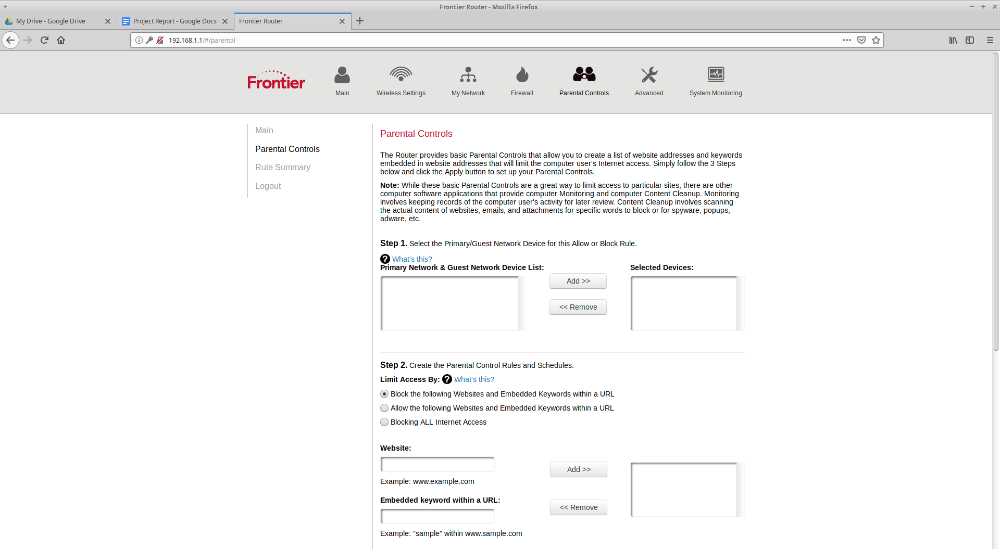 Frontier Router - Mozilla Firefox
My Drive - Google Drive
Project Report - Google Docs
Frontier Router
192.168.1.1/#/parental
Frontier
Main
Wireless Settings
My Network
Firewall
Parental Controls
Advanced
System Monitoring
Main
Parental Controls
Rule Summary
Logout
Parental Controls
The Router provides basic Parental Controls that allow you to create a list of website addresses and keywords
embedded in website addresses that will limit the computer user's Internet access. Simply follow the 3 Steps
below and click the Apply button to set up your Parental Controls.
Note: While these basic Parental Controls are a great way to limit access to particular sites, there are other
computer software applications that provide computer Monitoring and computer Content Cleanup. Monitoring
involves keeping records of the computer user's activity for later review. Content Cleanup involves scanning
the actual content of websites, emails, and attachments for specific words to block or for spyware, popups,
adware, etc.
Step 1. Select the Primary/Guest Network Device for this Allow or Block Rule.
? What's this?
Primary Network & Guest Network Device List:
Add >>
<< Remove
Selected Devices:
Step 2. Create the Parental Control Rules and Schedules.
Limit Access By: ? What's this?
Block the following Websites and Embedded Keywords within a URL
Allow the following Websites and Embedded Keywords within a URL
Blocking ALL Internet Access
Website:
Example: www.example.com
Embedded keyword within a URL:
Example: "sample" within www.sample.com
Add >>
<< Remove